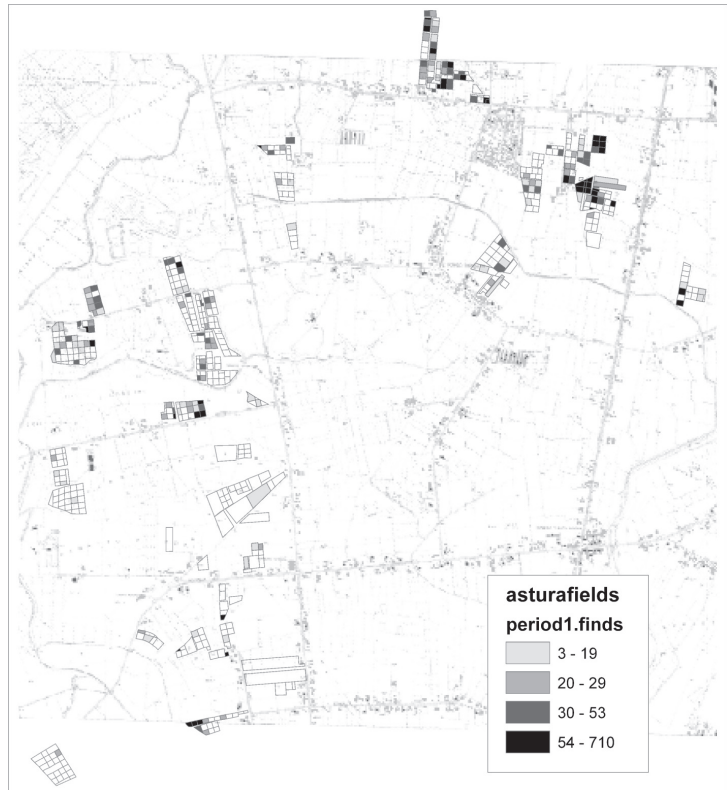 asturafields
period1.finds
3 - 19
20 - 29
30 - 53
54 - 710